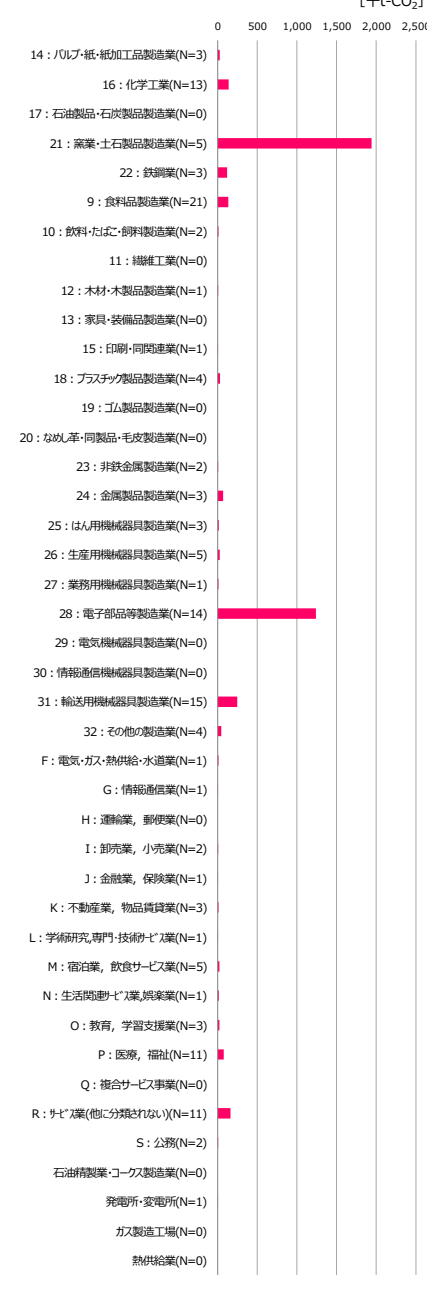 [千t-CO₂]
0 500 1,000 1,500 2,000 2,500
14：パルプ・紙・紙加工品製造業(N=3)
16：化学工業(N=13)
17：石油製品・石炭製品製造業(N=0)
21：窯業・土石製品製造業(N=5)
22：鉄鋼業(N=3)
9：食料品製造業(N=21)
10：飲料・たばこ・飼料製造業(N=2)
11：繊維工業(N=0)
12：木材・木製品製造業(N=1)
13：家具・装備品製造業(N=0)
15：印刷・同関連業(N=1)
18：プラスチック製品製造業(N=4)
19：ゴム製品製造業(N=0)
20：なめし革・同製品・毛皮製造業(N=0)
23：非鉄金属製造業(N=2)
24：金属製品製造業(N=3)
25：はん用機械器具製造業(N=3)
26：生産用機械器具製造業(N=5)
27：業務用機械器具製造業(N=1)
28：電子部品等製造業(N=14)
29：電気機械器具製造業(N=0)
30：情報通信機械器具製造業(N=0)
31：輸送用機械器具製造業(N=15)
32：その他の製造業(N=4)
F：電気・ガス・熱供給・水道業(N=1)
G：情報通信業(N=1)
H：運輸業，郵便業(N=0)
I：卸売業，小売業(N=2)
J：金融業，保険業(N=1)
K：不動産業，物品賃貸業(N=3)
L：学術研究,専門・技術ｻｰﾋﾞｽ業(N=1)
M：宿泊業，飲食サービス業(N=5)
N：生活関連ｻｰﾋﾞｽ業,娯楽業(N=1)
O：教育，学習支援業(N=3)
P：医療，福祉(N=11)
Q：複合サービス事業(N=0)
R：ｻｰﾋﾞｽ業(他に分類されない)(N=11)
S：公務(N=2)
石油精製業・コークス製造業(N=0)
発電所・変電所(N=1)
ガス製造工場(N=0)
熱供給業(N=0)